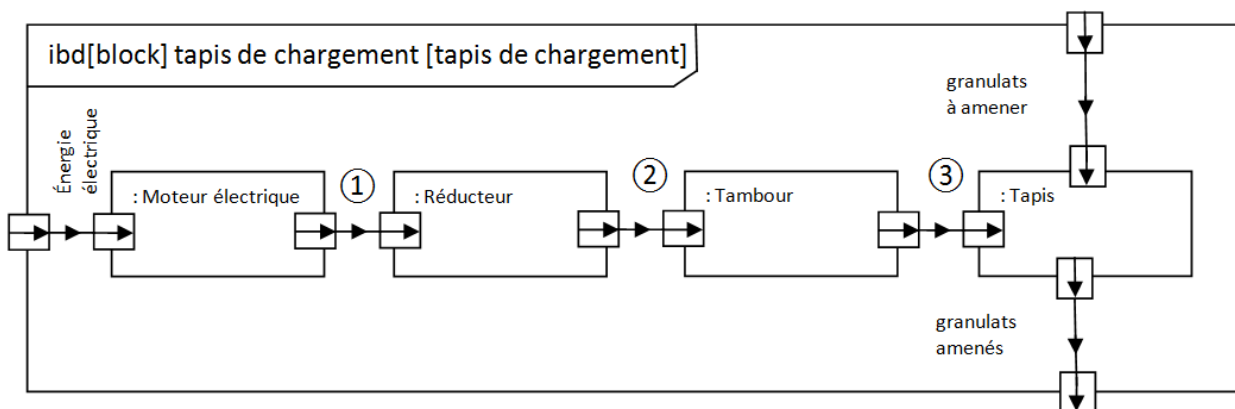 ibd[block] tapis de chargement [tapis de chargement]
granulats
à amener
Énergie
électrique
: Moteur électrique
1
: Réducteur
2
: Tambour
3
: Tapis
granulats
amenés